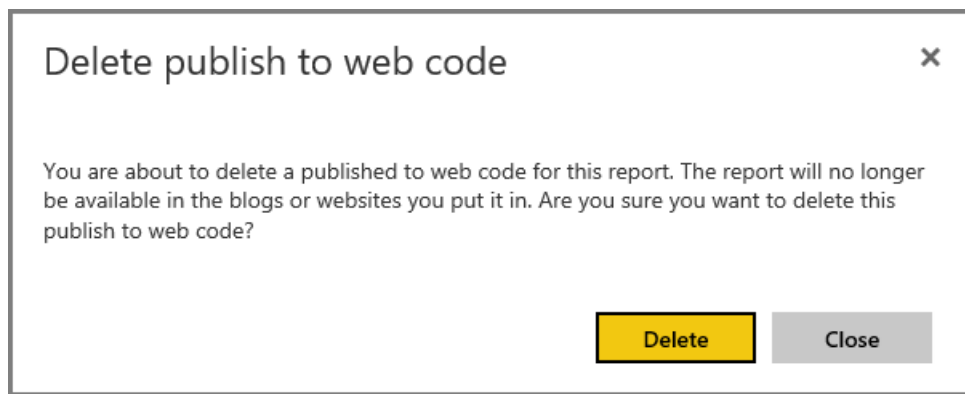 Delete publish to web code
You are about to delete a published to web code for this report. The report will no longer
be available in the blogs or websites you put it in. Are you sure you want to delete this
publish to web code?
Delete
Close